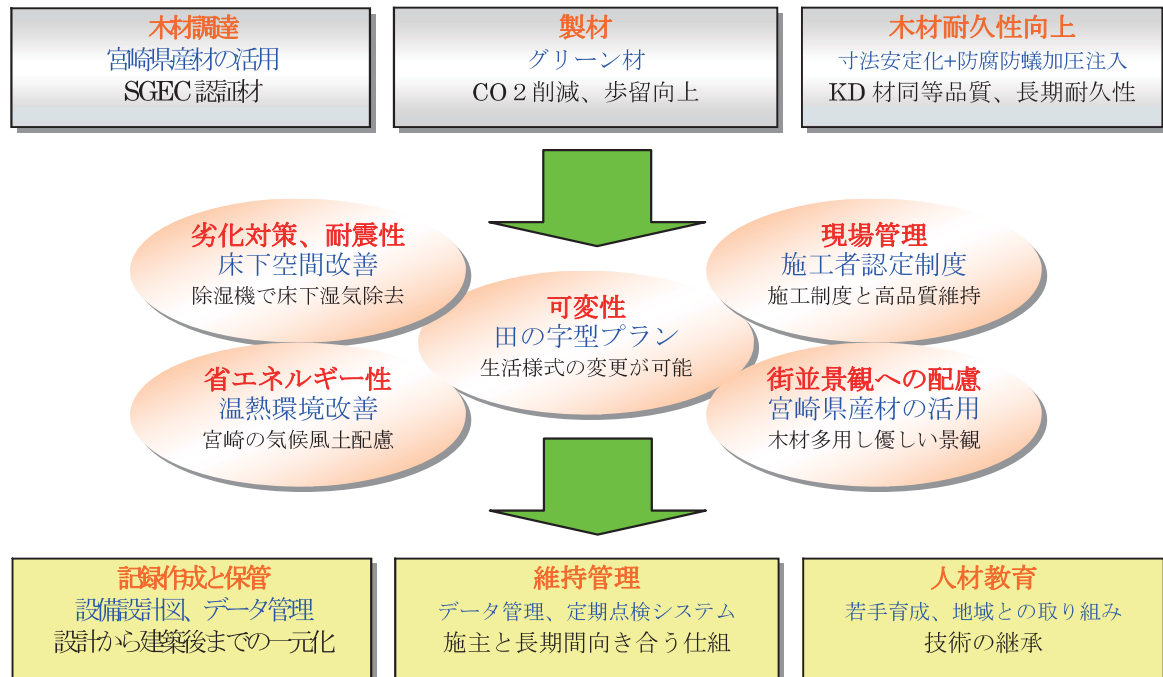 木材調達
宮崎県産材の活用
SGEC 認証材
製材
グリーン材
CO２削減、歩留向上
木材耐久性向上
寸法安定化+防腐防蟻加圧注入
KD 材同等品質、長期耐久性
劣化対策、耐震性
床下空間改善
除湿機で床下湿気除去
現場管理
施工者認定制度
施工制度と高品質維持
可変性
田の字型プラン
生活様式の変更が可能
省エネルギー性
温熱環境改善
宮崎の気候風土配慮
街並景観への配慮
宮崎県産材の活用
木材多用し優しい景観
記録作成と保管
設備設計図、データ管理
設計から建築後までの一元化
維持管理
データ管理、定期点検システム
施主と長期間向き合う仕組
人材教育
若手育成、地域との取り組み
技術の継承